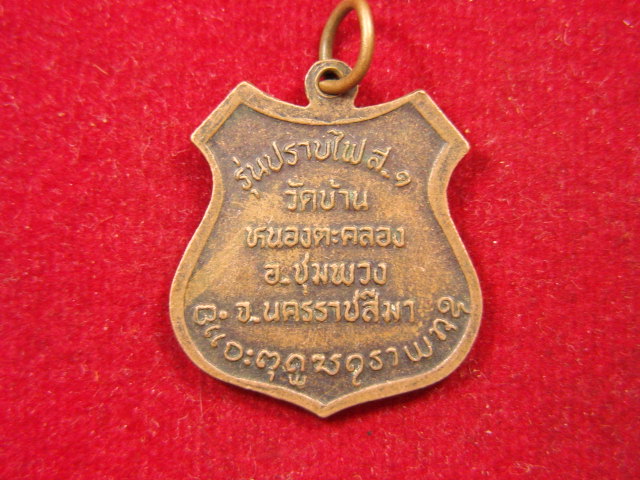 รุ่นปราบไพส.๑
วัดบ้าน
หนองตะคลอง
อ.ชุมพวง
จ.นครราชสีมา